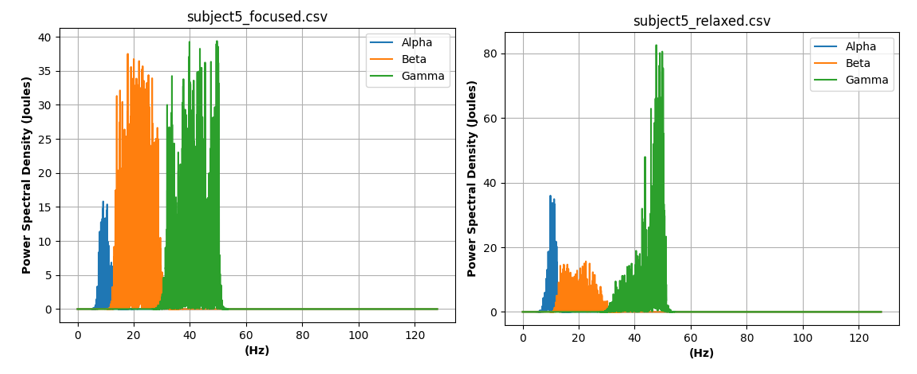 subject5_focused.csv
Power Spectral Density (Joules)
40
35
30
25
20
15
10
5
0
Alpha
Beta
Gamma
0 20 40 60 80 100 120
(Hz)
subject5_relaxed.csv
Power Spectral Density (Joules)
80
60
40
20
0
Alpha
Beta
Gamma
0 20 40 60 80 100 120
(Hz)